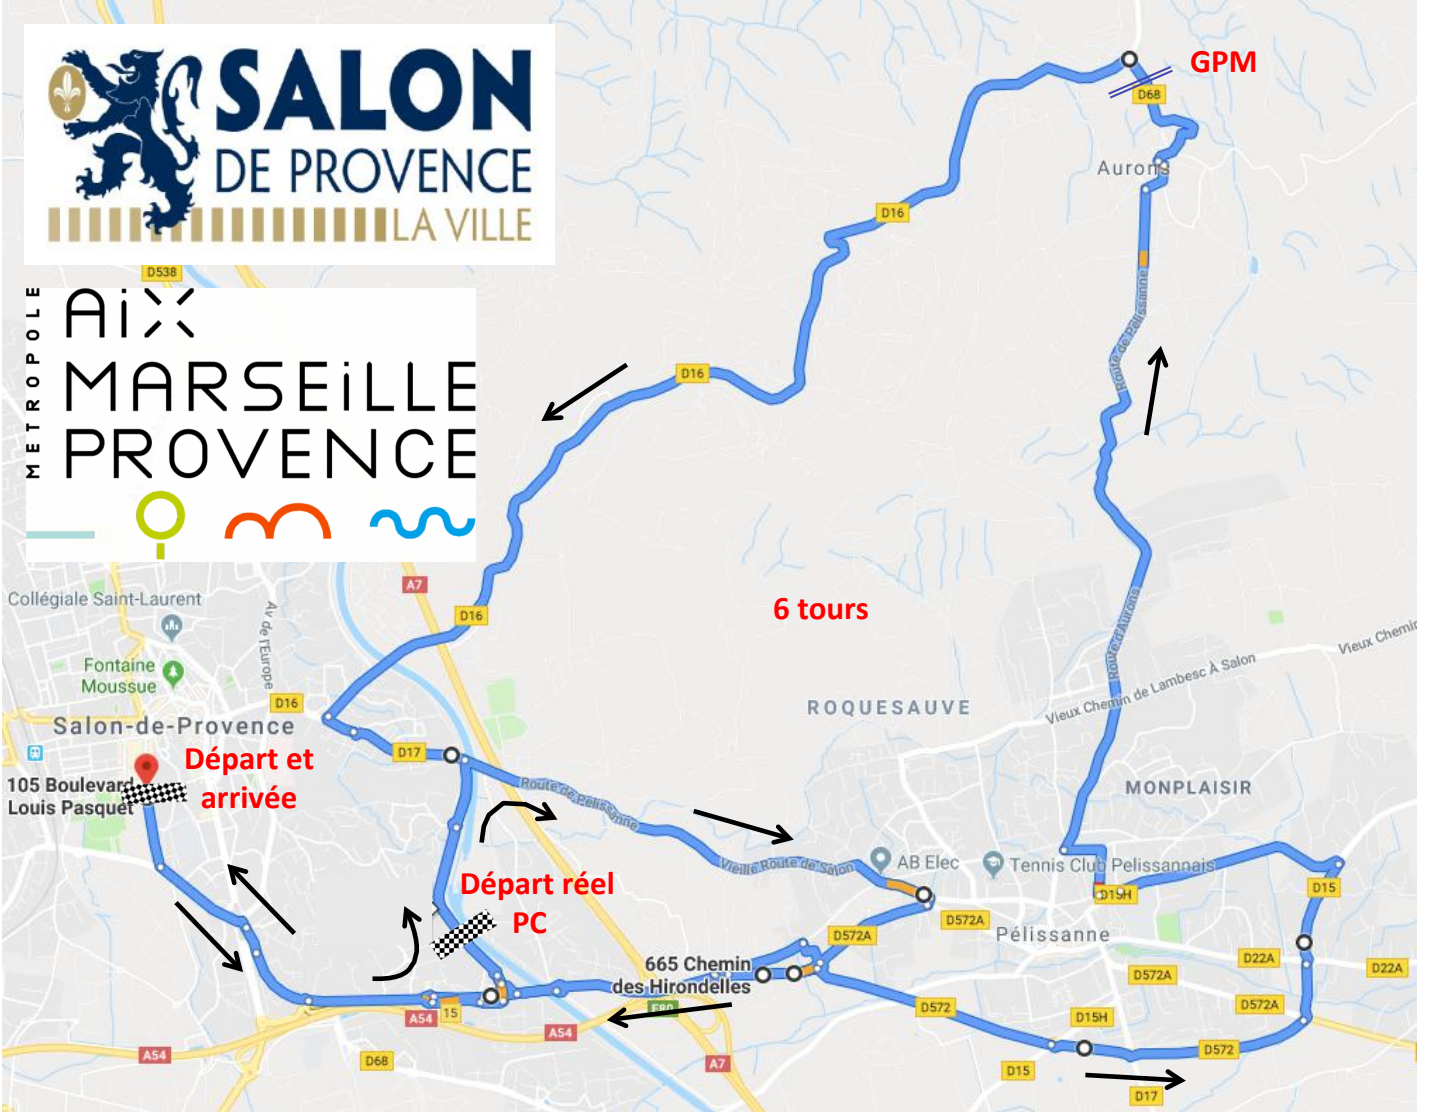 GPM
D68
SALON
DE PROVENCE
LA VILLE
Aurons
D16
D538
METROPOLE
AiX
MARSEiLLE
PROVENCE
Route de Pélissanne
D16
A7
Collégiale Saint-Laurent
Av de l'Europe
D16
6 tours
Route d'Aurons
Vieux Chemin
Fontaine
Moussue
Vieux Chemin de Lambesc À Salon
D16
ROQUESAUVE
Salon-de-Provence
D17
Départ et
arrivée
105 Boulevard
Louis Pasquet
Route de Pélissanne
MONPLAISIR
Vieille Route de Salon
AB Elec
Tennis Club Pelissannais
Départ réel
PC
D15H
D15
D572A
D572A
Pélissanne
665 Chemin
des Hirondelles
D22A
D22A
D572A
D572A
E80
D572
A54
15
A54
D15H
A54
D68
A7
D572
D15
D17